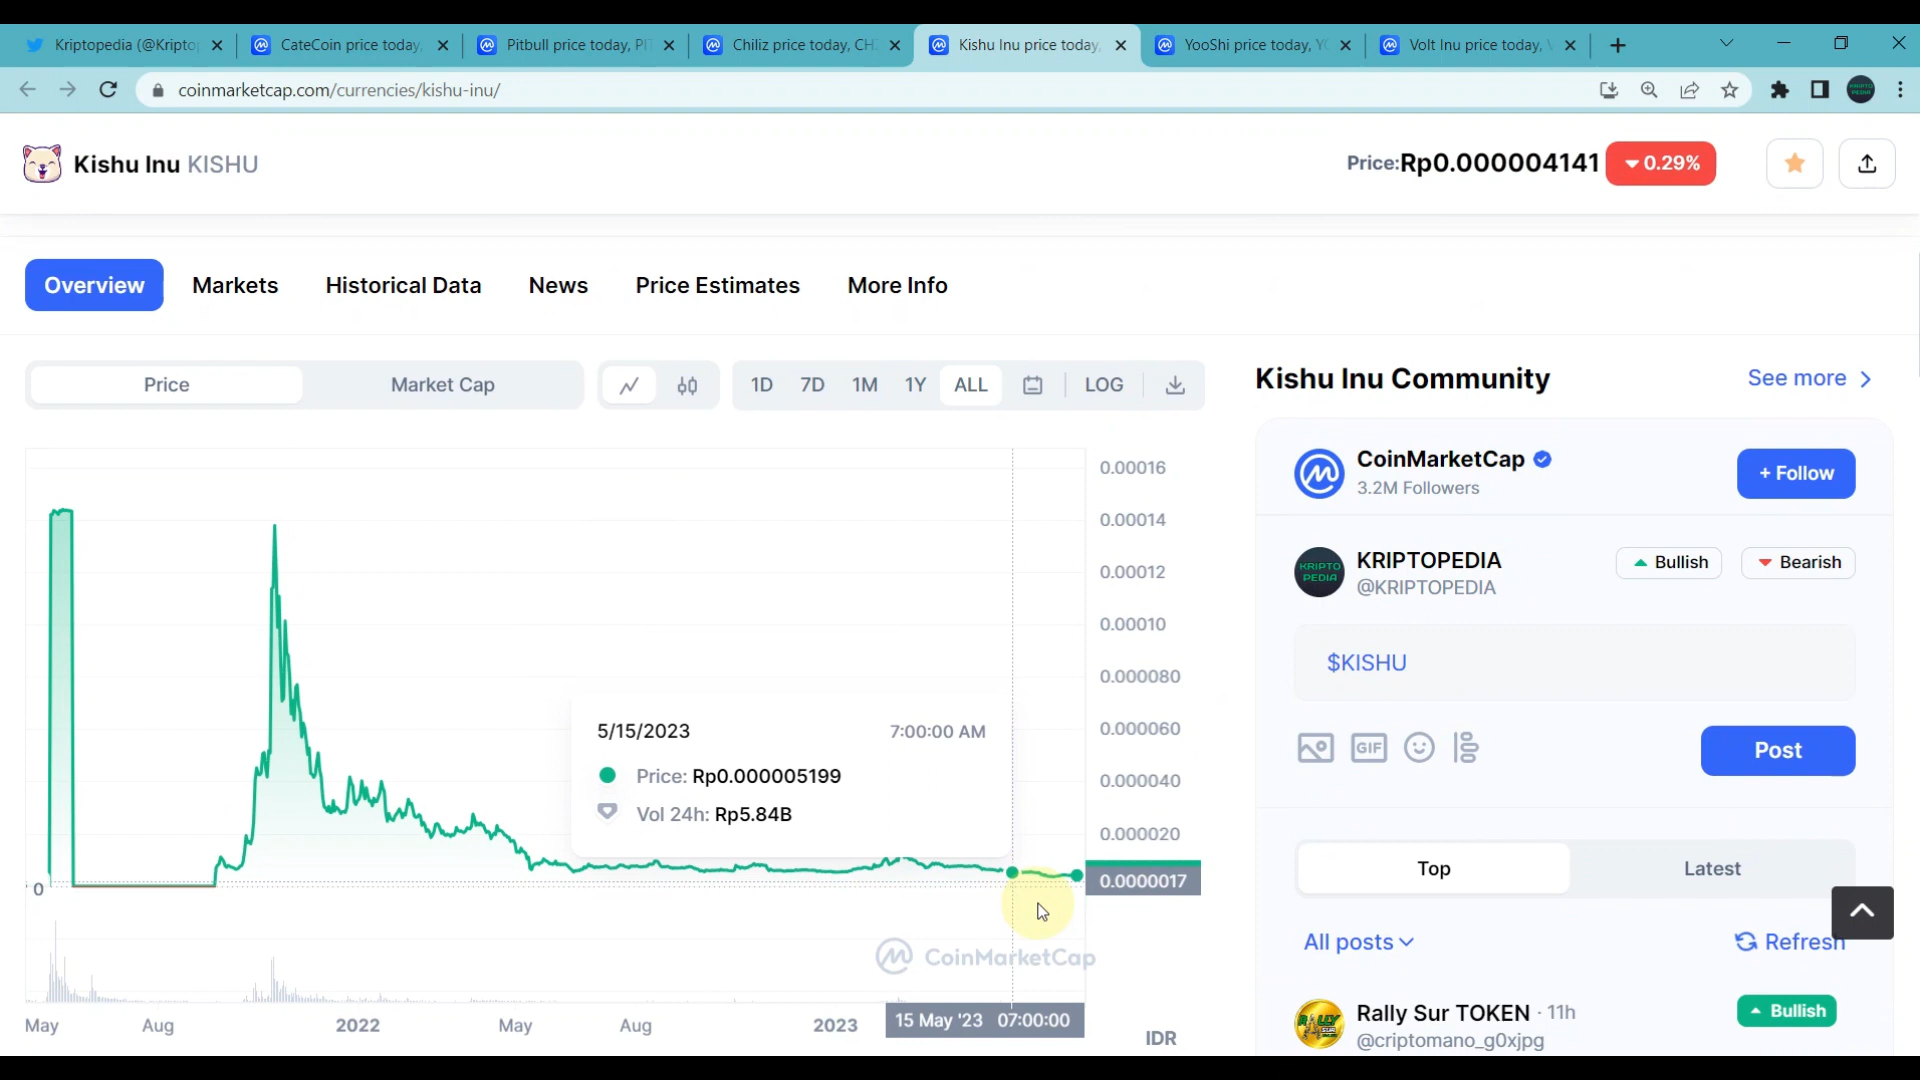 Kriptopedia (@Kripto
CateCoin price today,
Pitbull price today, PI
Chiliz price today, CH
Kishu Inu price today,
YooShi price today, Y
Volt Inu price today,
coinmarketcap.com/currencies/kishu-inu/
Kishu Inu KISHU
Price:Rp0.000004141
0.29%
Overview
Markets
Historical Data
News
Price Estimates
More Info
Price
Market Cap
1D
7D
1M
1Y
ALL
LOG
Kishu Inu Community
See more
CoinMarketCap
3.2M Followers
+ Follow
KRIPTO
PEDIA
KRIPTOPEDIA
@KRIPTOPEDIA
Bullish
Bearish
$KISHU
GIF
Post
Top
Latest
All posts
Refresh
Rally Sur TOKEN · 11h
@criptomano_g0xjpg
Bullish
0.00016
0.00014
0.00012
0.00010
0.000080
0.000060
0.000040
0.000020
0.0000017
0
5/15/2023
7:00:00 AM
Price: Rp0.000005199
Vol 24h: Rp5.84B
CoinMarketCap
May
Aug
2022
May
Aug
2023
15 May '23 07:00:00
IDR